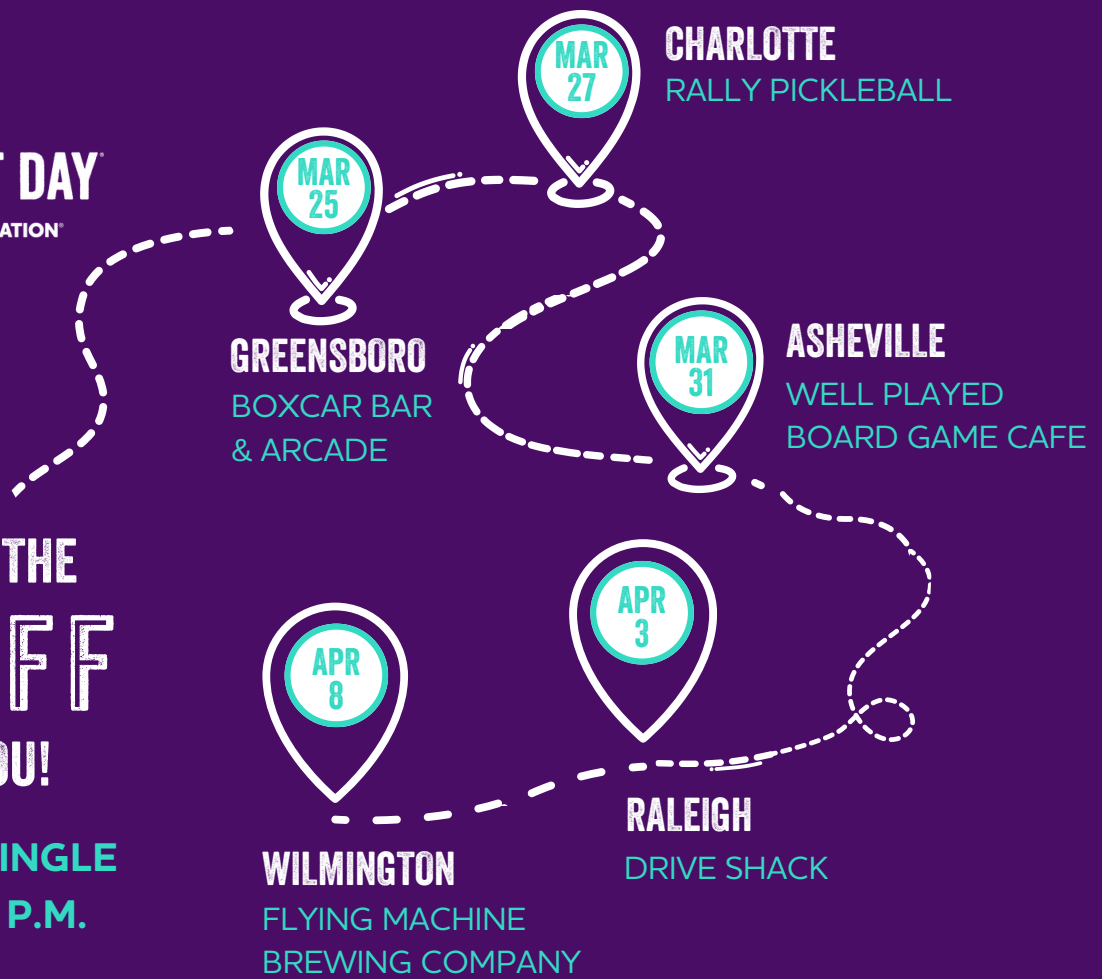 T DAY®
ATION®
THE
FF
OU!
INGLE
P.M.
MAR
25
GREENSBORO
BOXCAR BAR
& ARCADE
MAR
27
CHARLOTTE
RALLY PICKLEBALL
MAR
31
ASHEVILLE
WELL PLAYED
BOARD GAME CAFE
APR
3
RALEIGH
DRIVE SHACK
APR
8
WILMINGTON
FLYING MACHINE
BREWING COMPANY